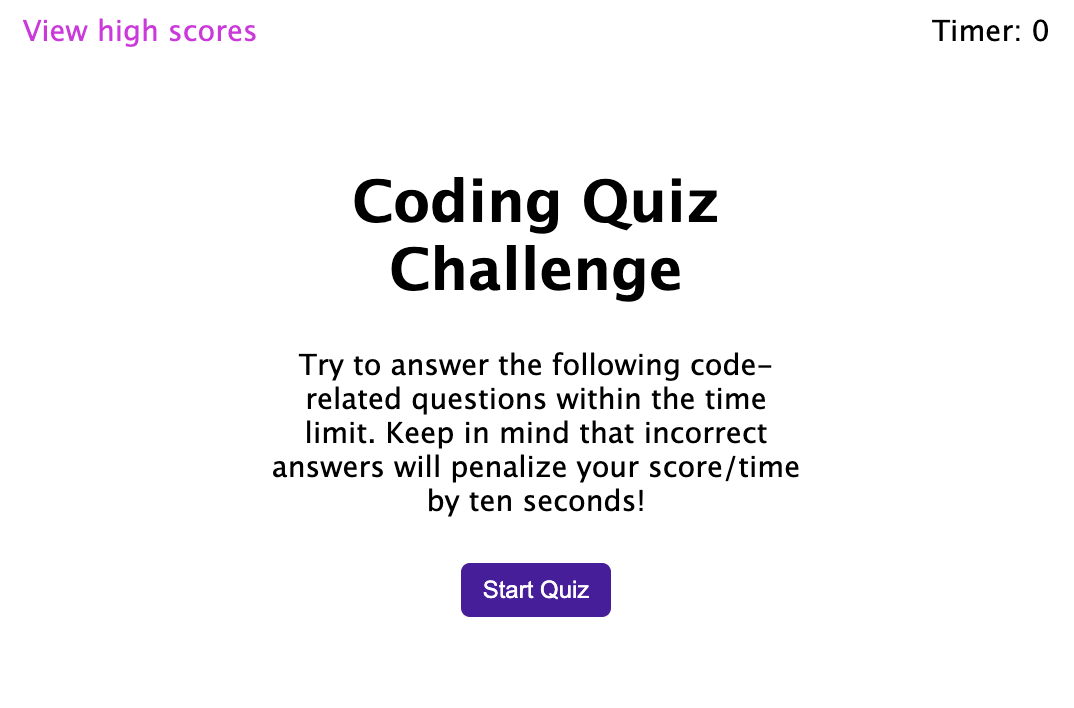 View high scores
Timer: 0
Coding Quiz
Challenge
Try to answer the following code-
related questions within the time
limit. Keep in mind that incorrect
answers will penalize your score/time
by ten seconds!
Start Quiz